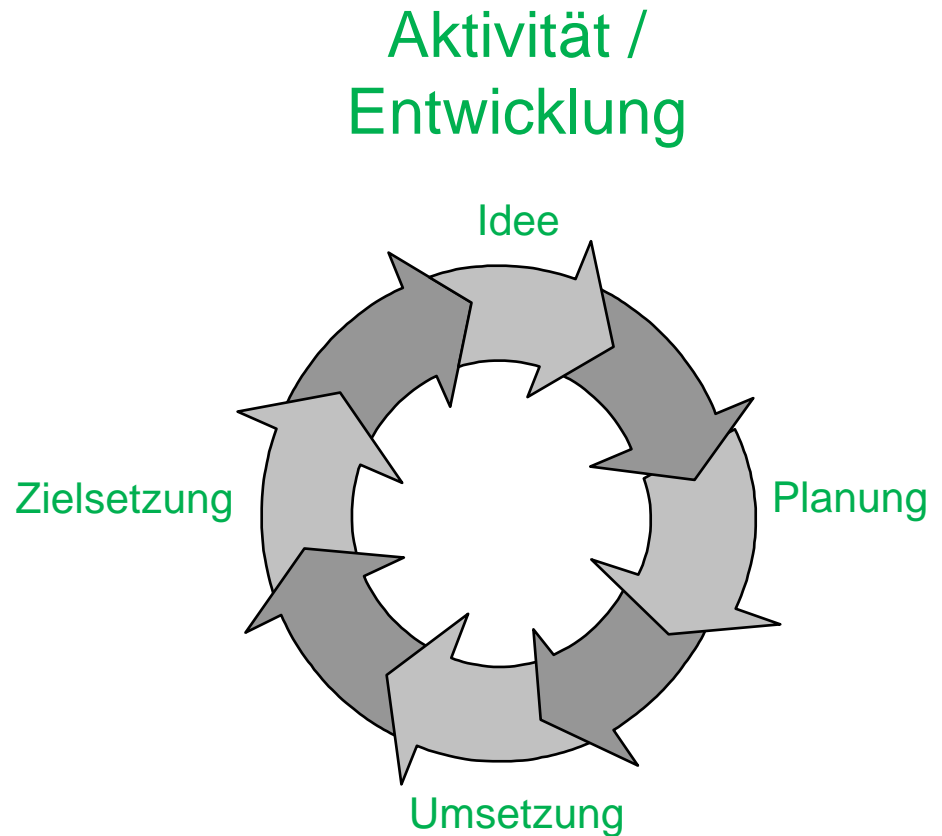 Aktivität /
Entwicklung
Idee
Zielsetzung
Planung
Umsetzung